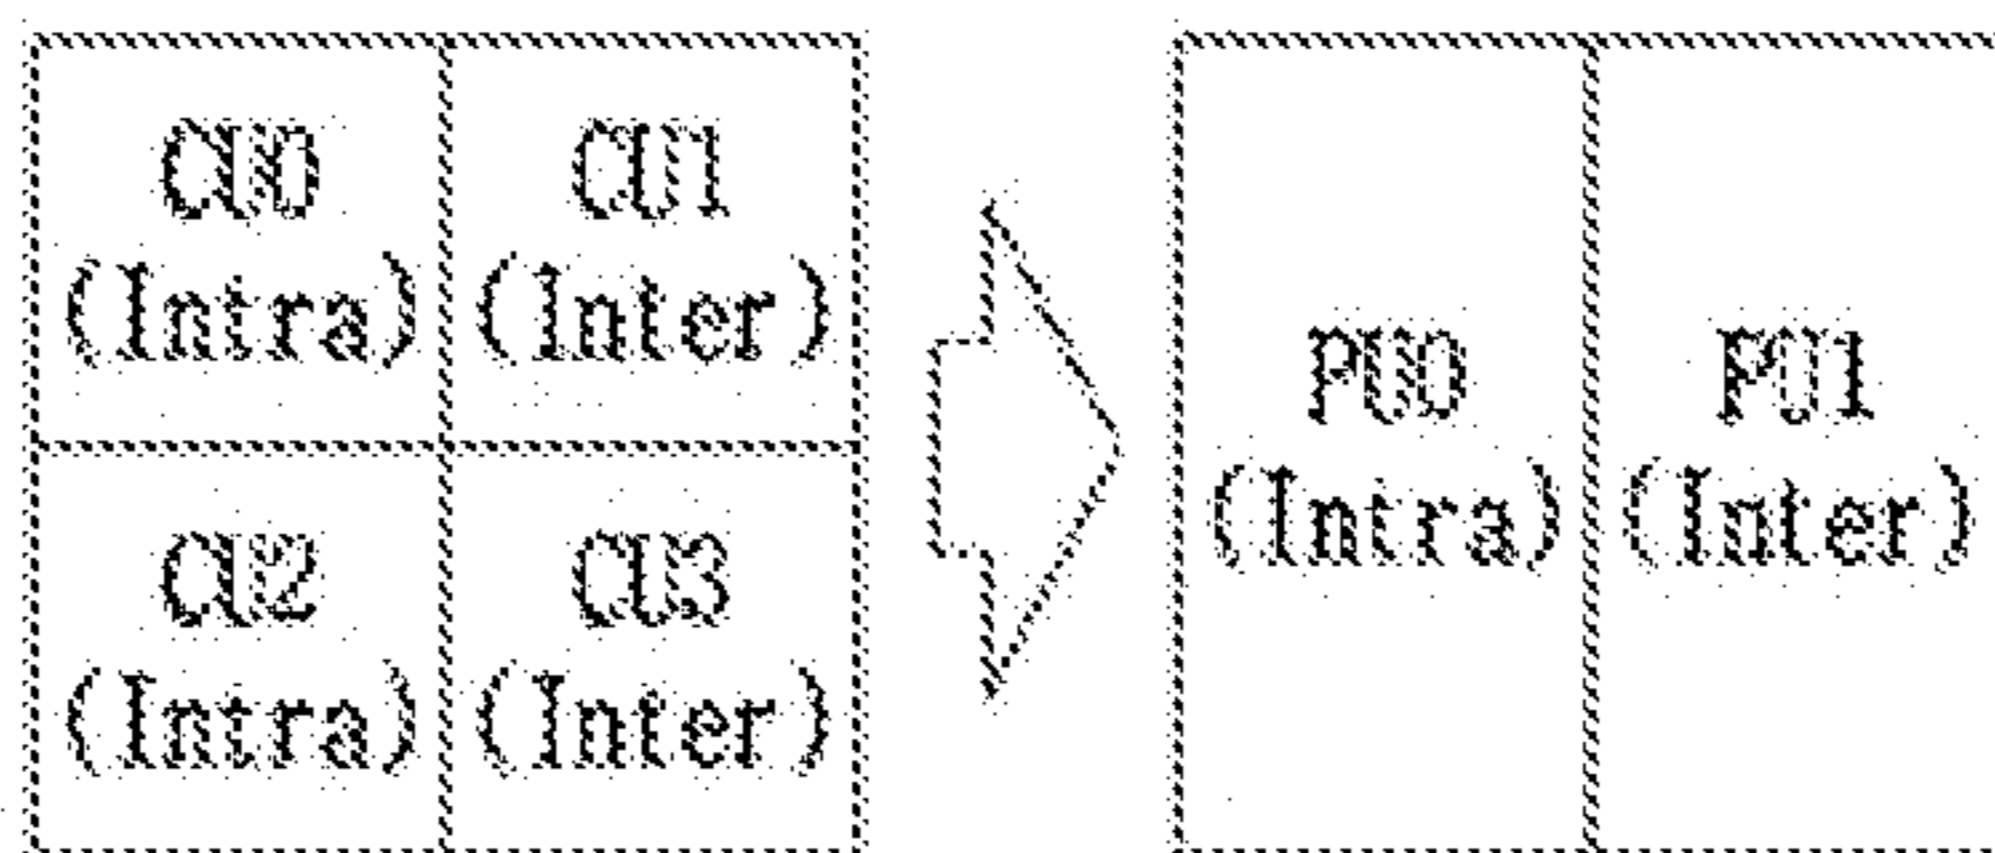 CU0
(Intra)
CU1
(Inter)
CU2
(Intra)
CU3
(Inter)
PU0
(Intra)
PU1
(Inter)